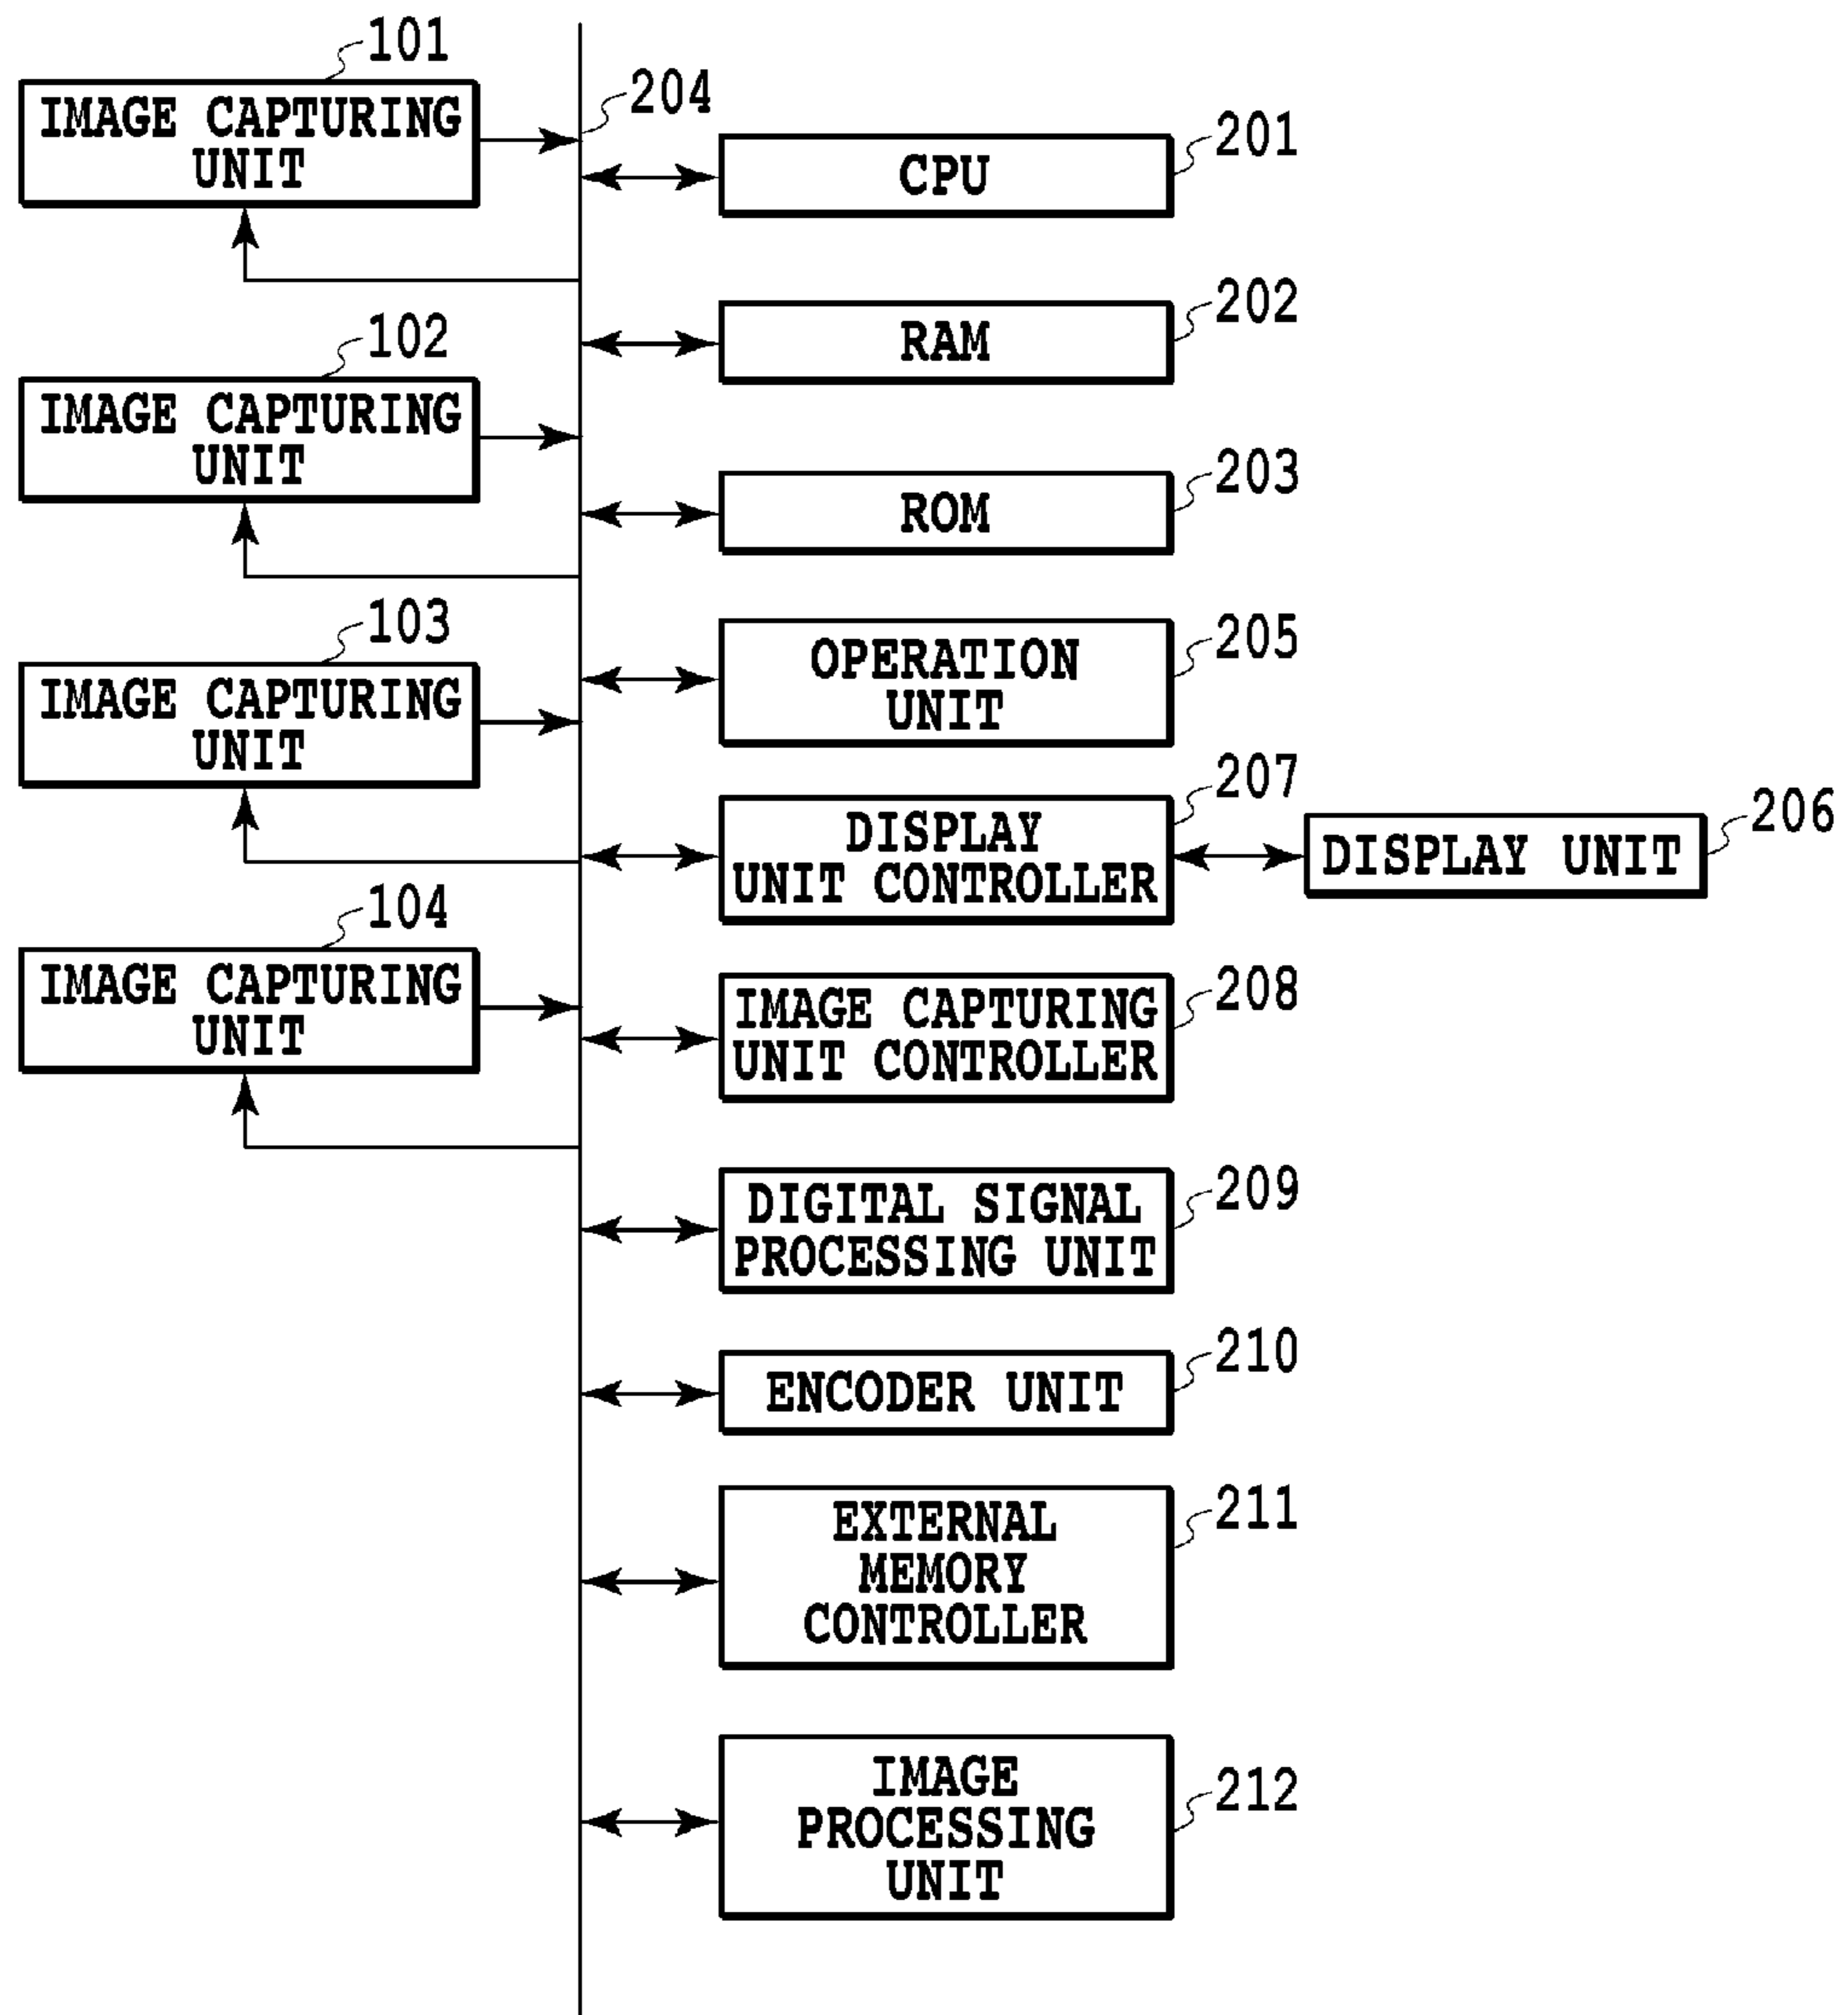 101
IMAGE CAPTURING
UNIT
204
201
CPU
202
RAM
102
IMAGE CAPTURING
UNIT
203
ROM
103
IMAGE CAPTURING
UNIT
205
OPERATION
UNIT
207
DISPLAY
UNIT CONTROLLER
206
DISPLAY UNIT
104
IMAGE CAPTURING
UNIT
208
IMAGE CAPTURING
UNIT CONTROLLER
209
DIGITAL SIGNAL
PROCESSING UNIT
210
ENCODER UNIT
211
EXTERNAL
MEMORY
CONTROLLER
212
IMAGE
PROCESSING
UNIT